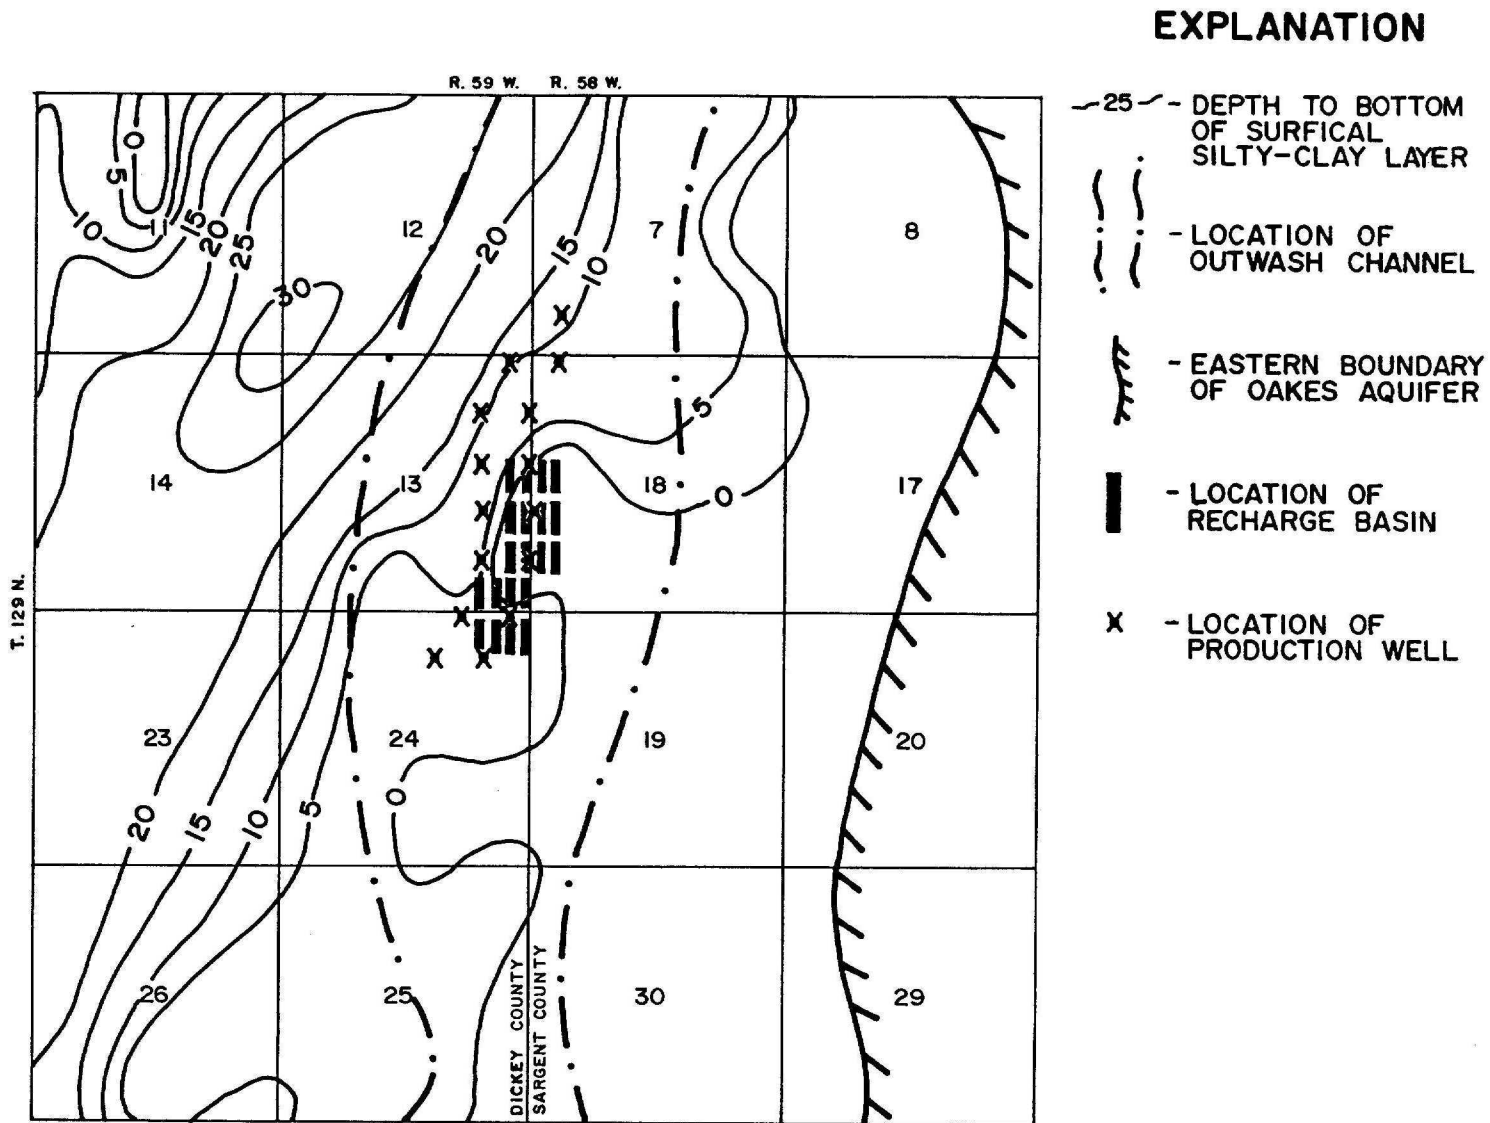 EXPLANATION
R. 59 W. R. 58 W.
25 - DEPTH TO BOTTOM
OF SURFICAL
SILTY-CLAY LAYER
- LOCATION OF
OUTWASH CHANNEL
- EASTERN BOUNDARY
OF OAKES AQUIFER
- LOCATION OF
RECHARGE BASIN
X - LOCATION OF
PRODUCTION WELL
0
5
10
15
20
25
12
20
15
10
7
8
30
5
14
13
18
0
17
T. 129 N.
23
24
19
20
0
20
15
10
5
26
25
30
29
DICKEY COUNTY
SARGENT COUNTY